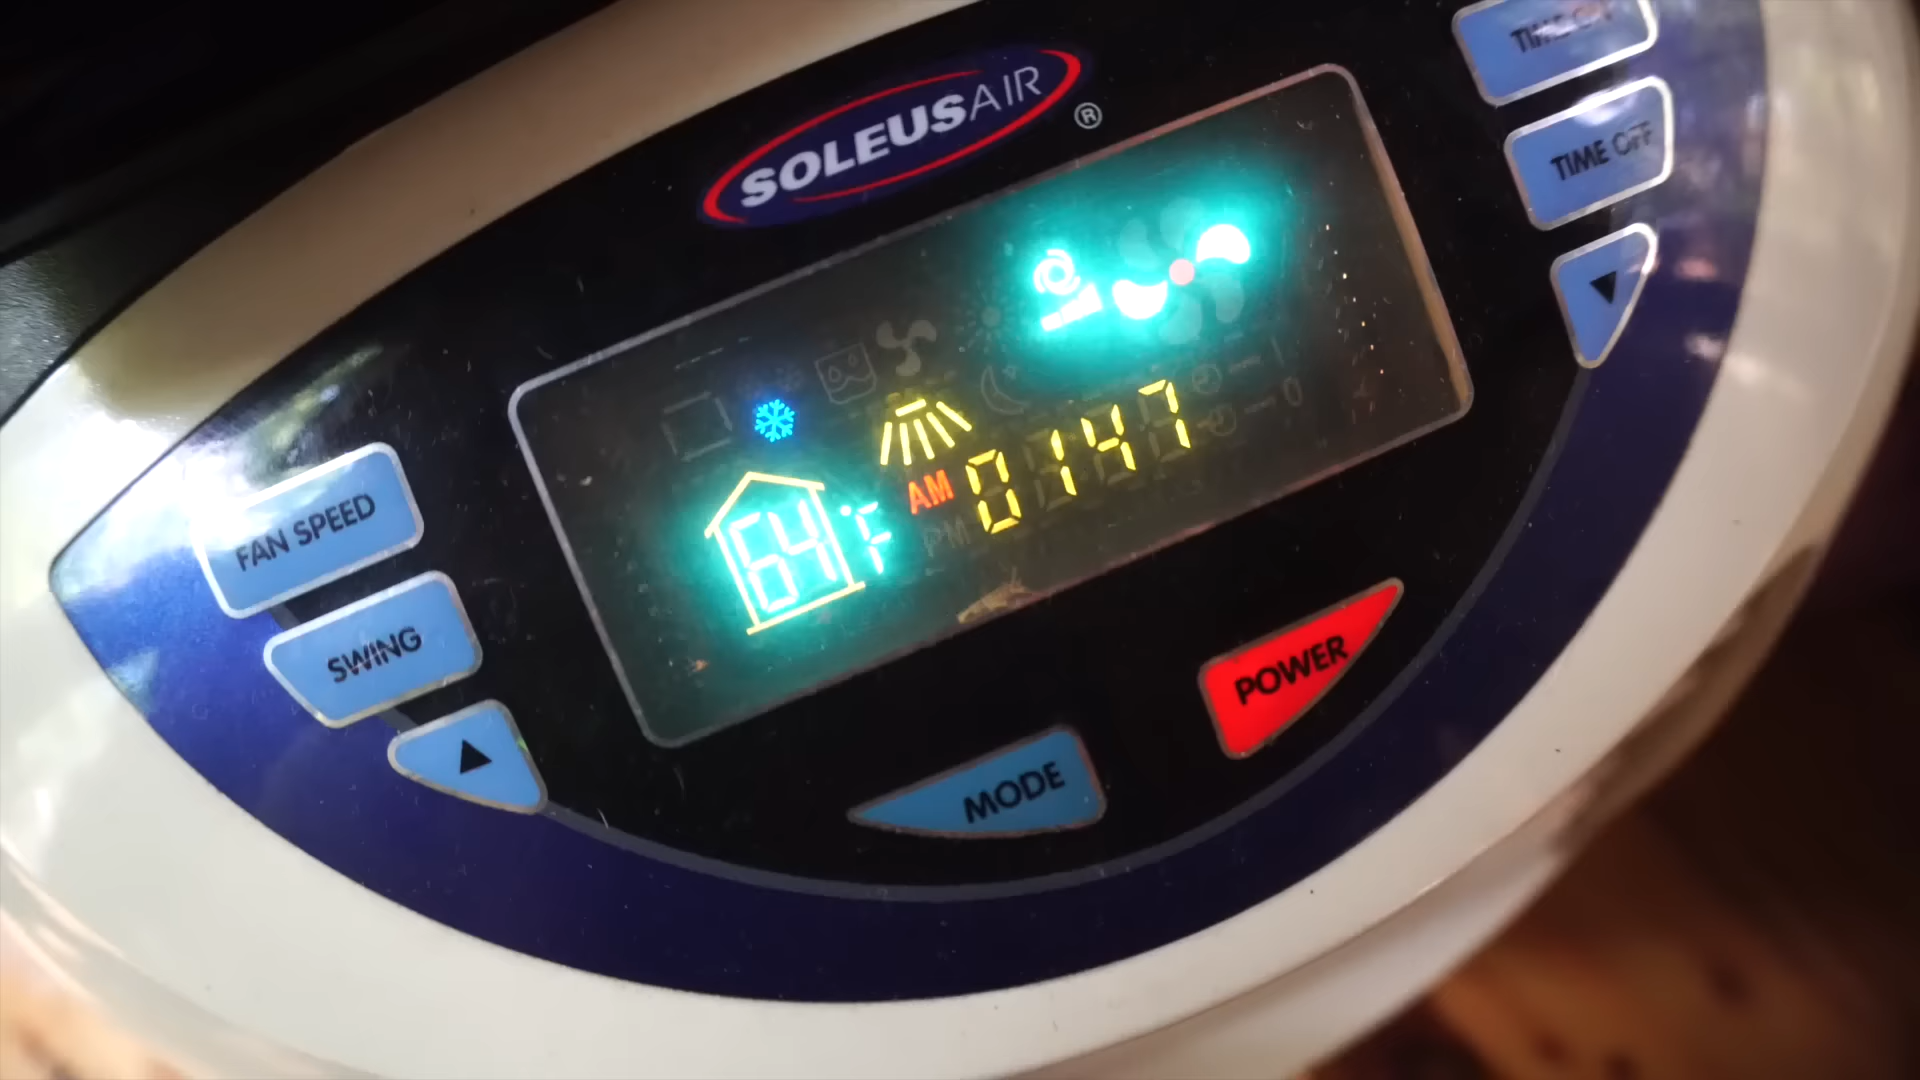 SOLEUSAIR
®
TIME OFF
FAN SPEED
SWING
64 °F
AM 0147
PM
POWER
MODE